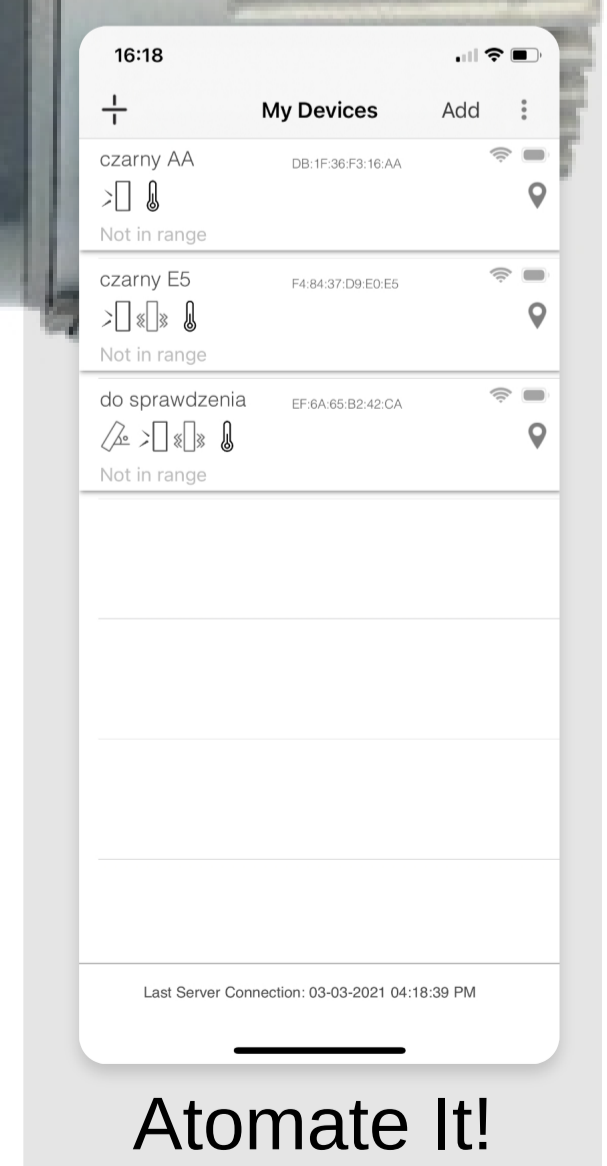 16:18
My Devices Add
czarny AA DB:1F:36:F3:16:AA
Not in range
czarny E5 F4:84:37:D9:E0:E5
Not in range
do sprawdzenia EF:6A:65:B2:42:CA
Not in range
Last Server Connection: 03-03-2021 04:18:39 PM
Atomate It!